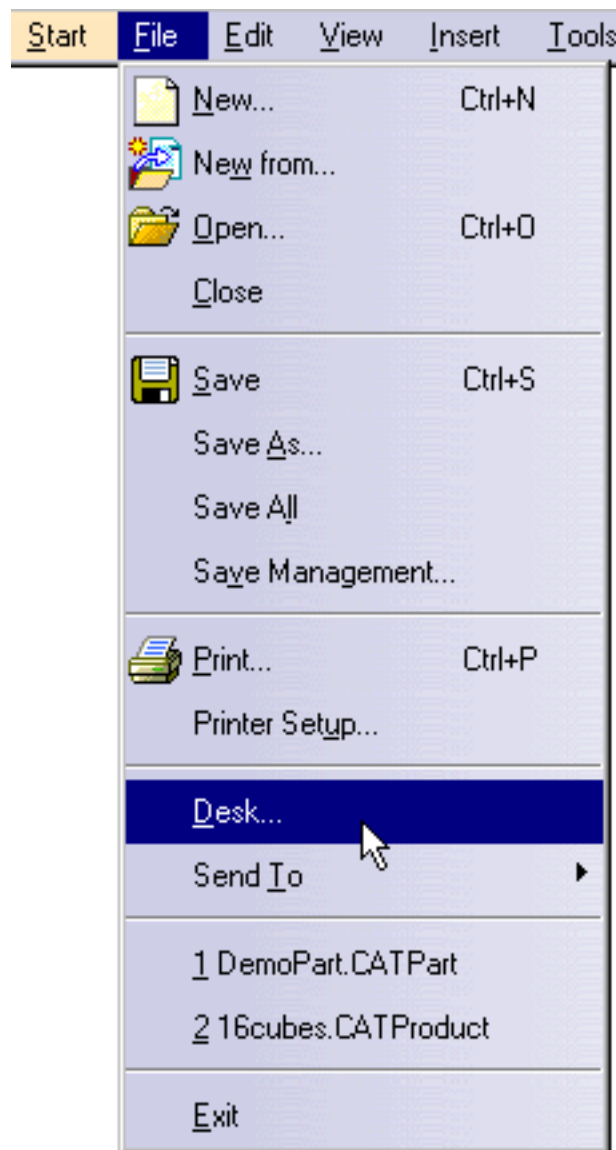 Start File Edit View Insert Tools
New... Ctrl+N
New from...
Open... Ctrl+O
Close
Save Ctrl+S
Save As...
Save All
Save Management...
Print... Ctrl+P
Printer Setup...
Desk...
Send To
1 DemoPart.CATPart
2 16cubes.CATProduct
Exit